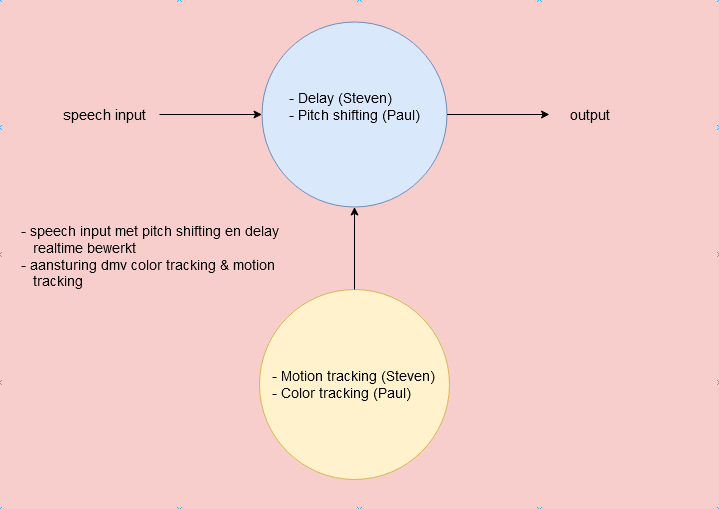 - Delay (Steven)
- Pitch shifting (Paul)
speech input
output
- speech input met pitch shifting en delay
realtime bewerkt
- aansturing dmv color tracking & motion
tracking
- Motion tracking (Steven)
- Color tracking (Paul)